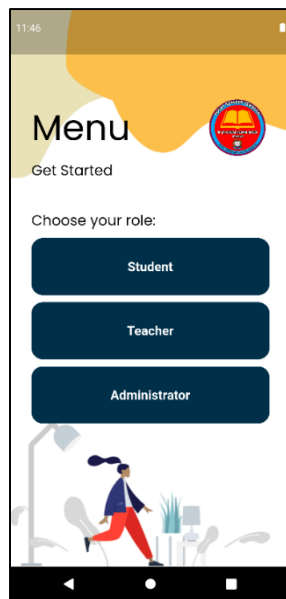 11:46
Menu
Get Started
Choose your role:
Student
Teacher
Administrator